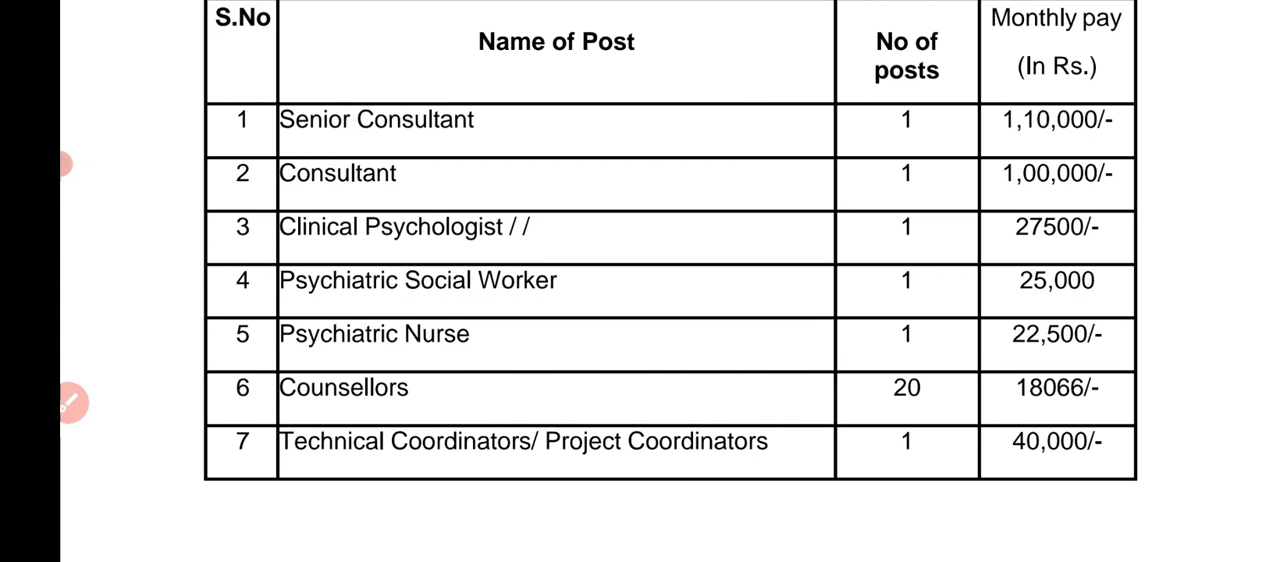 S.No Name of Post No of posts Monthly pay (In Rs.)
1 Senior Consultant 1 1,10,000/-
2 Consultant 1 1,00,000/-
3 Clinical Psychologist / / 1 27500/-
4 Psychiatric Social Worker 1 25,000
5 Psychiatric Nurse 1 22,500/-
6 Counsellors 20 18066/-
7 Technical Coordinators/ Project Coordinators 1 40,000/-